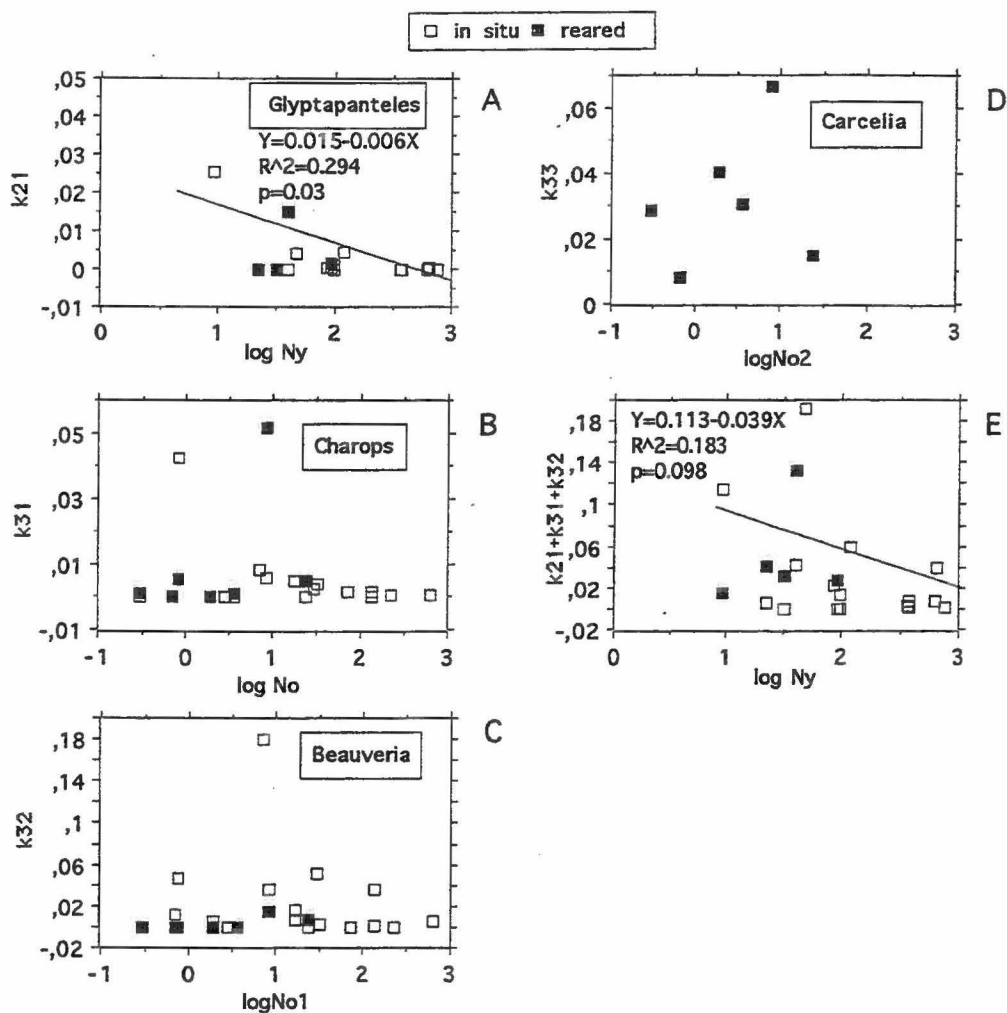 in situ reared
A
Glyptapanteles
Y=0.015-0.006X
R^2=0.294
p=0.03
k21
,05
,04
,03
,02
,01
0
-,01
0 1 2 3
log Ny
D
Carcelia
k33
,06
,04
,02
0
-1 0 1 2 3
logNo2
B
Charops
k31
,05
,03
,01
-,01
-1 0 1 2 3
log No
E
Y=0.113-0.039X
R^2=0.183
p=0.098
k21+k31+k32
,18
,14
,1
,06
,02
-,02
0 1 2 3
log Ny
C
Beauveria
k32
,18
,14
,1
,06
,02
-,02
-1 0 1 2 3
logNo1